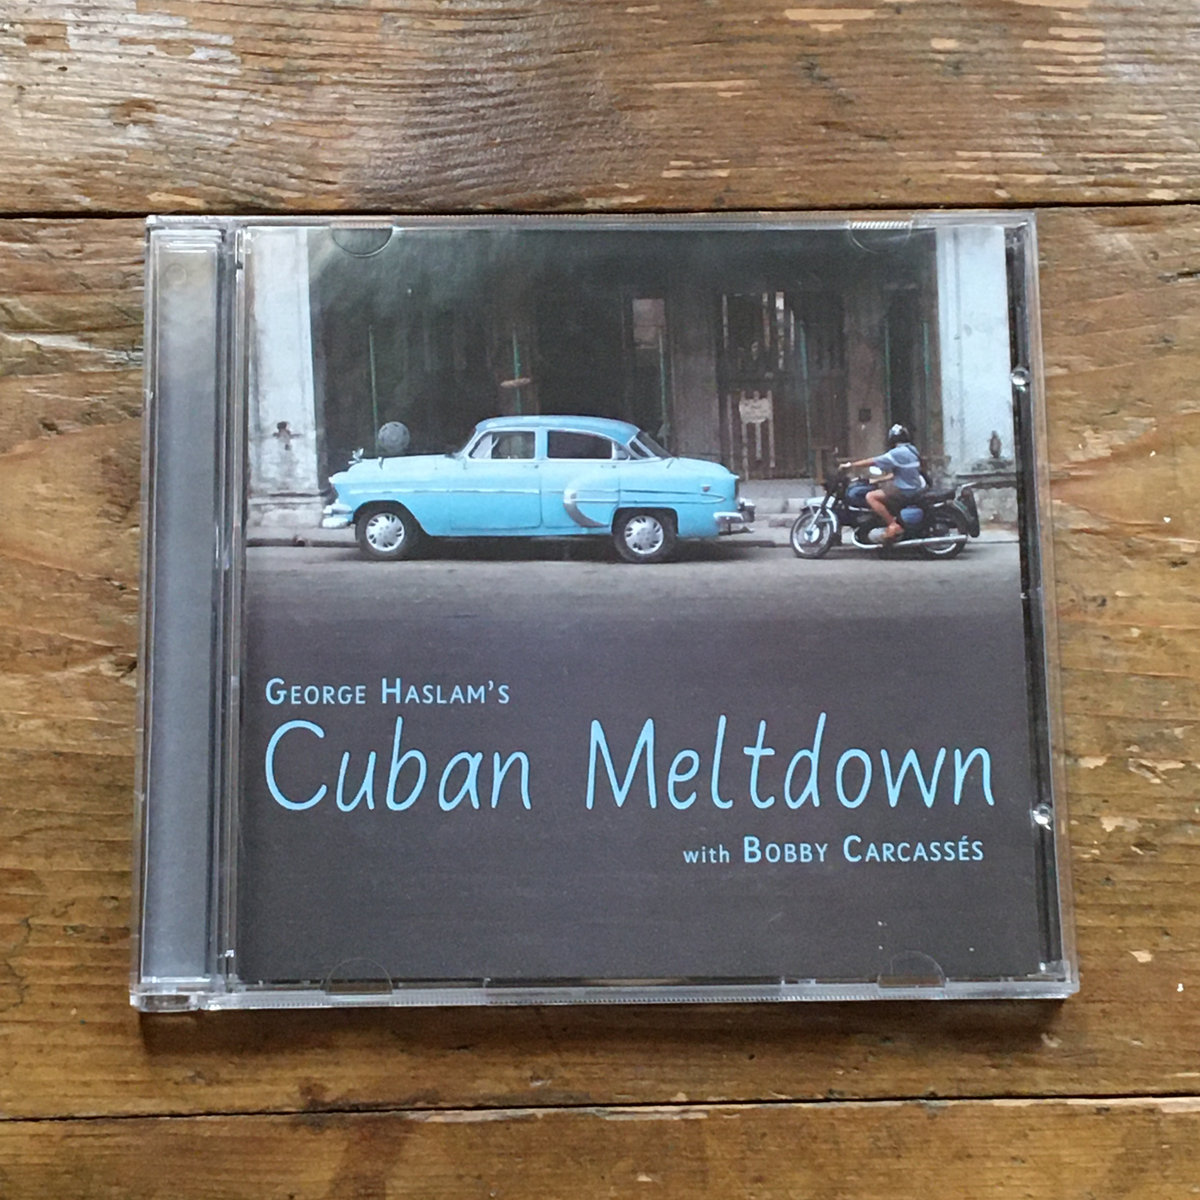 George Haslam's
Cuban Meltdown
with Bobby Carcassés